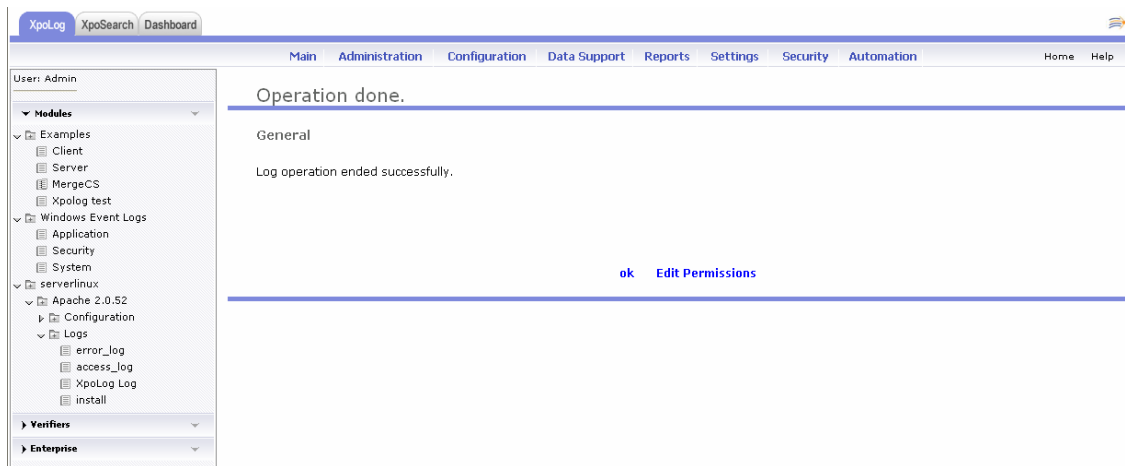 XpoLog XpoSearch Dashboard
Main Administration Configuration Data Support Reports Settings Security Automation Home Help
User: Admin
Modules
Examples
Client
Server
MergeCS
Xpolog test
Windows Event Logs
Application
Security
System
serverlinux
Apache 2.0.52
Configuration
Logs
error_log
access_log
XpoLog Log
install
Verifiers
Enterprise
Operation done.
General
Log operation ended successfully.
ok Edit Permissions